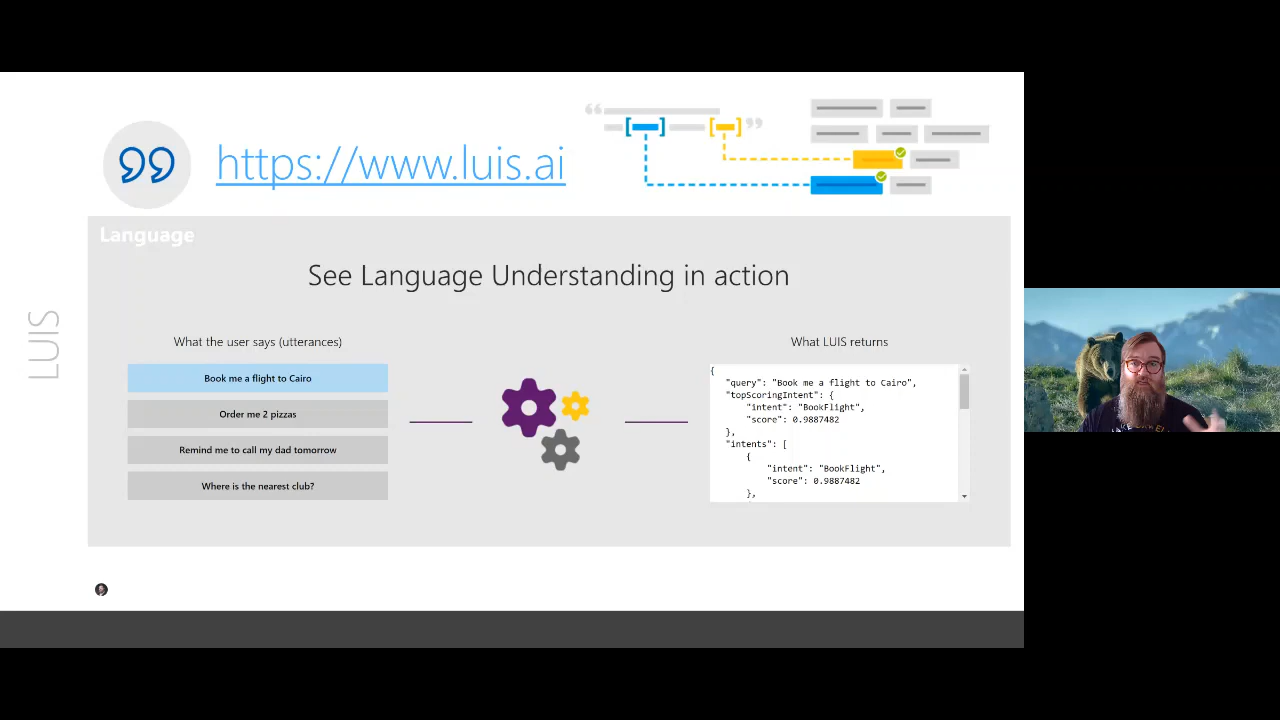 https://www.luis.ai
Language
See Language Understanding in action
LUIS
What the user says (utterances)
Book me a flight to Cairo
Order me 2 pizzas
Remind me to call my dad tomorrow
Where is the nearest club?
What LUIS returns
{
"query": "Book me a flight to Cairo",
"topScoringIntent": {
"intent": "BookFlight",
"score": 0.9887482
},
"intents": [
{
"intent": "BookFlight",
"score": 0.9887482
},